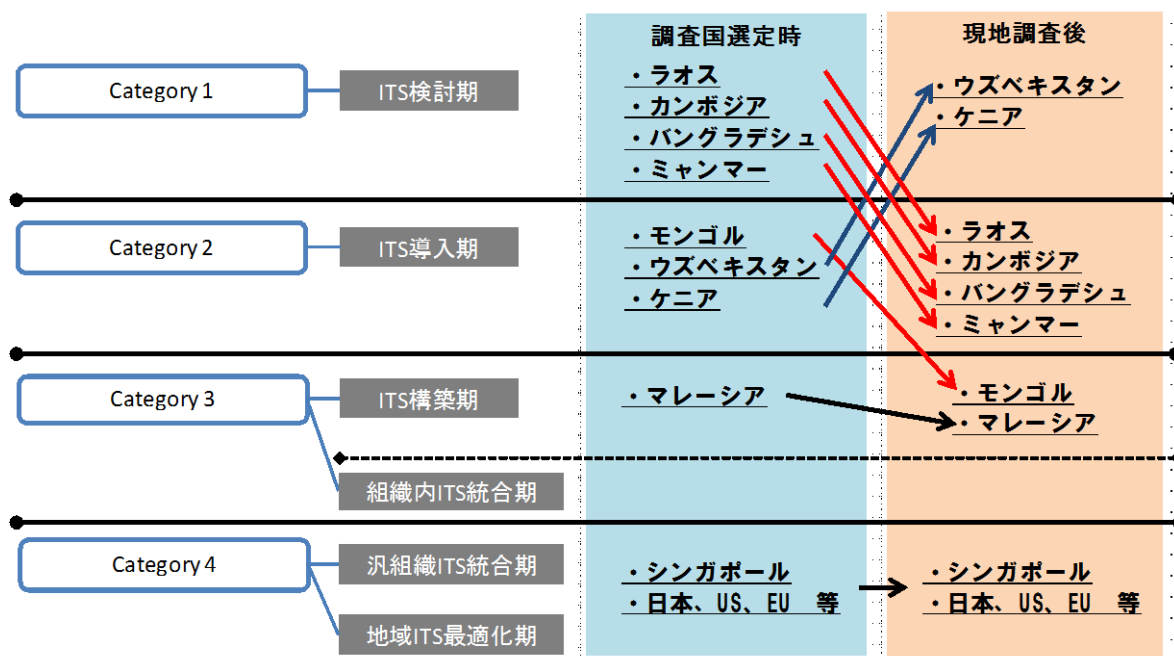 調査国選定時
現地調査後
Category 1
ITS検討期
・ラオス
・カンボジア
・バングラデシュ
・ミャンマー
・ウズベキスタン
・ケニア
Category 2
ITS導入期
・モンゴル
・ウズベキスタン
・ケニア
・ラオス
・カンボジア
・バングラデシュ
・ミャンマー
Category 3
ITS構築期
・マレーシア
・モンゴル
・マレーシア
組織内ITS統合期
Category 4
汎組織ITS統合期
・シンガポール
・日本、US、EU 等
・シンガポール
・日本、US、EU 等
地域ITS最適化期